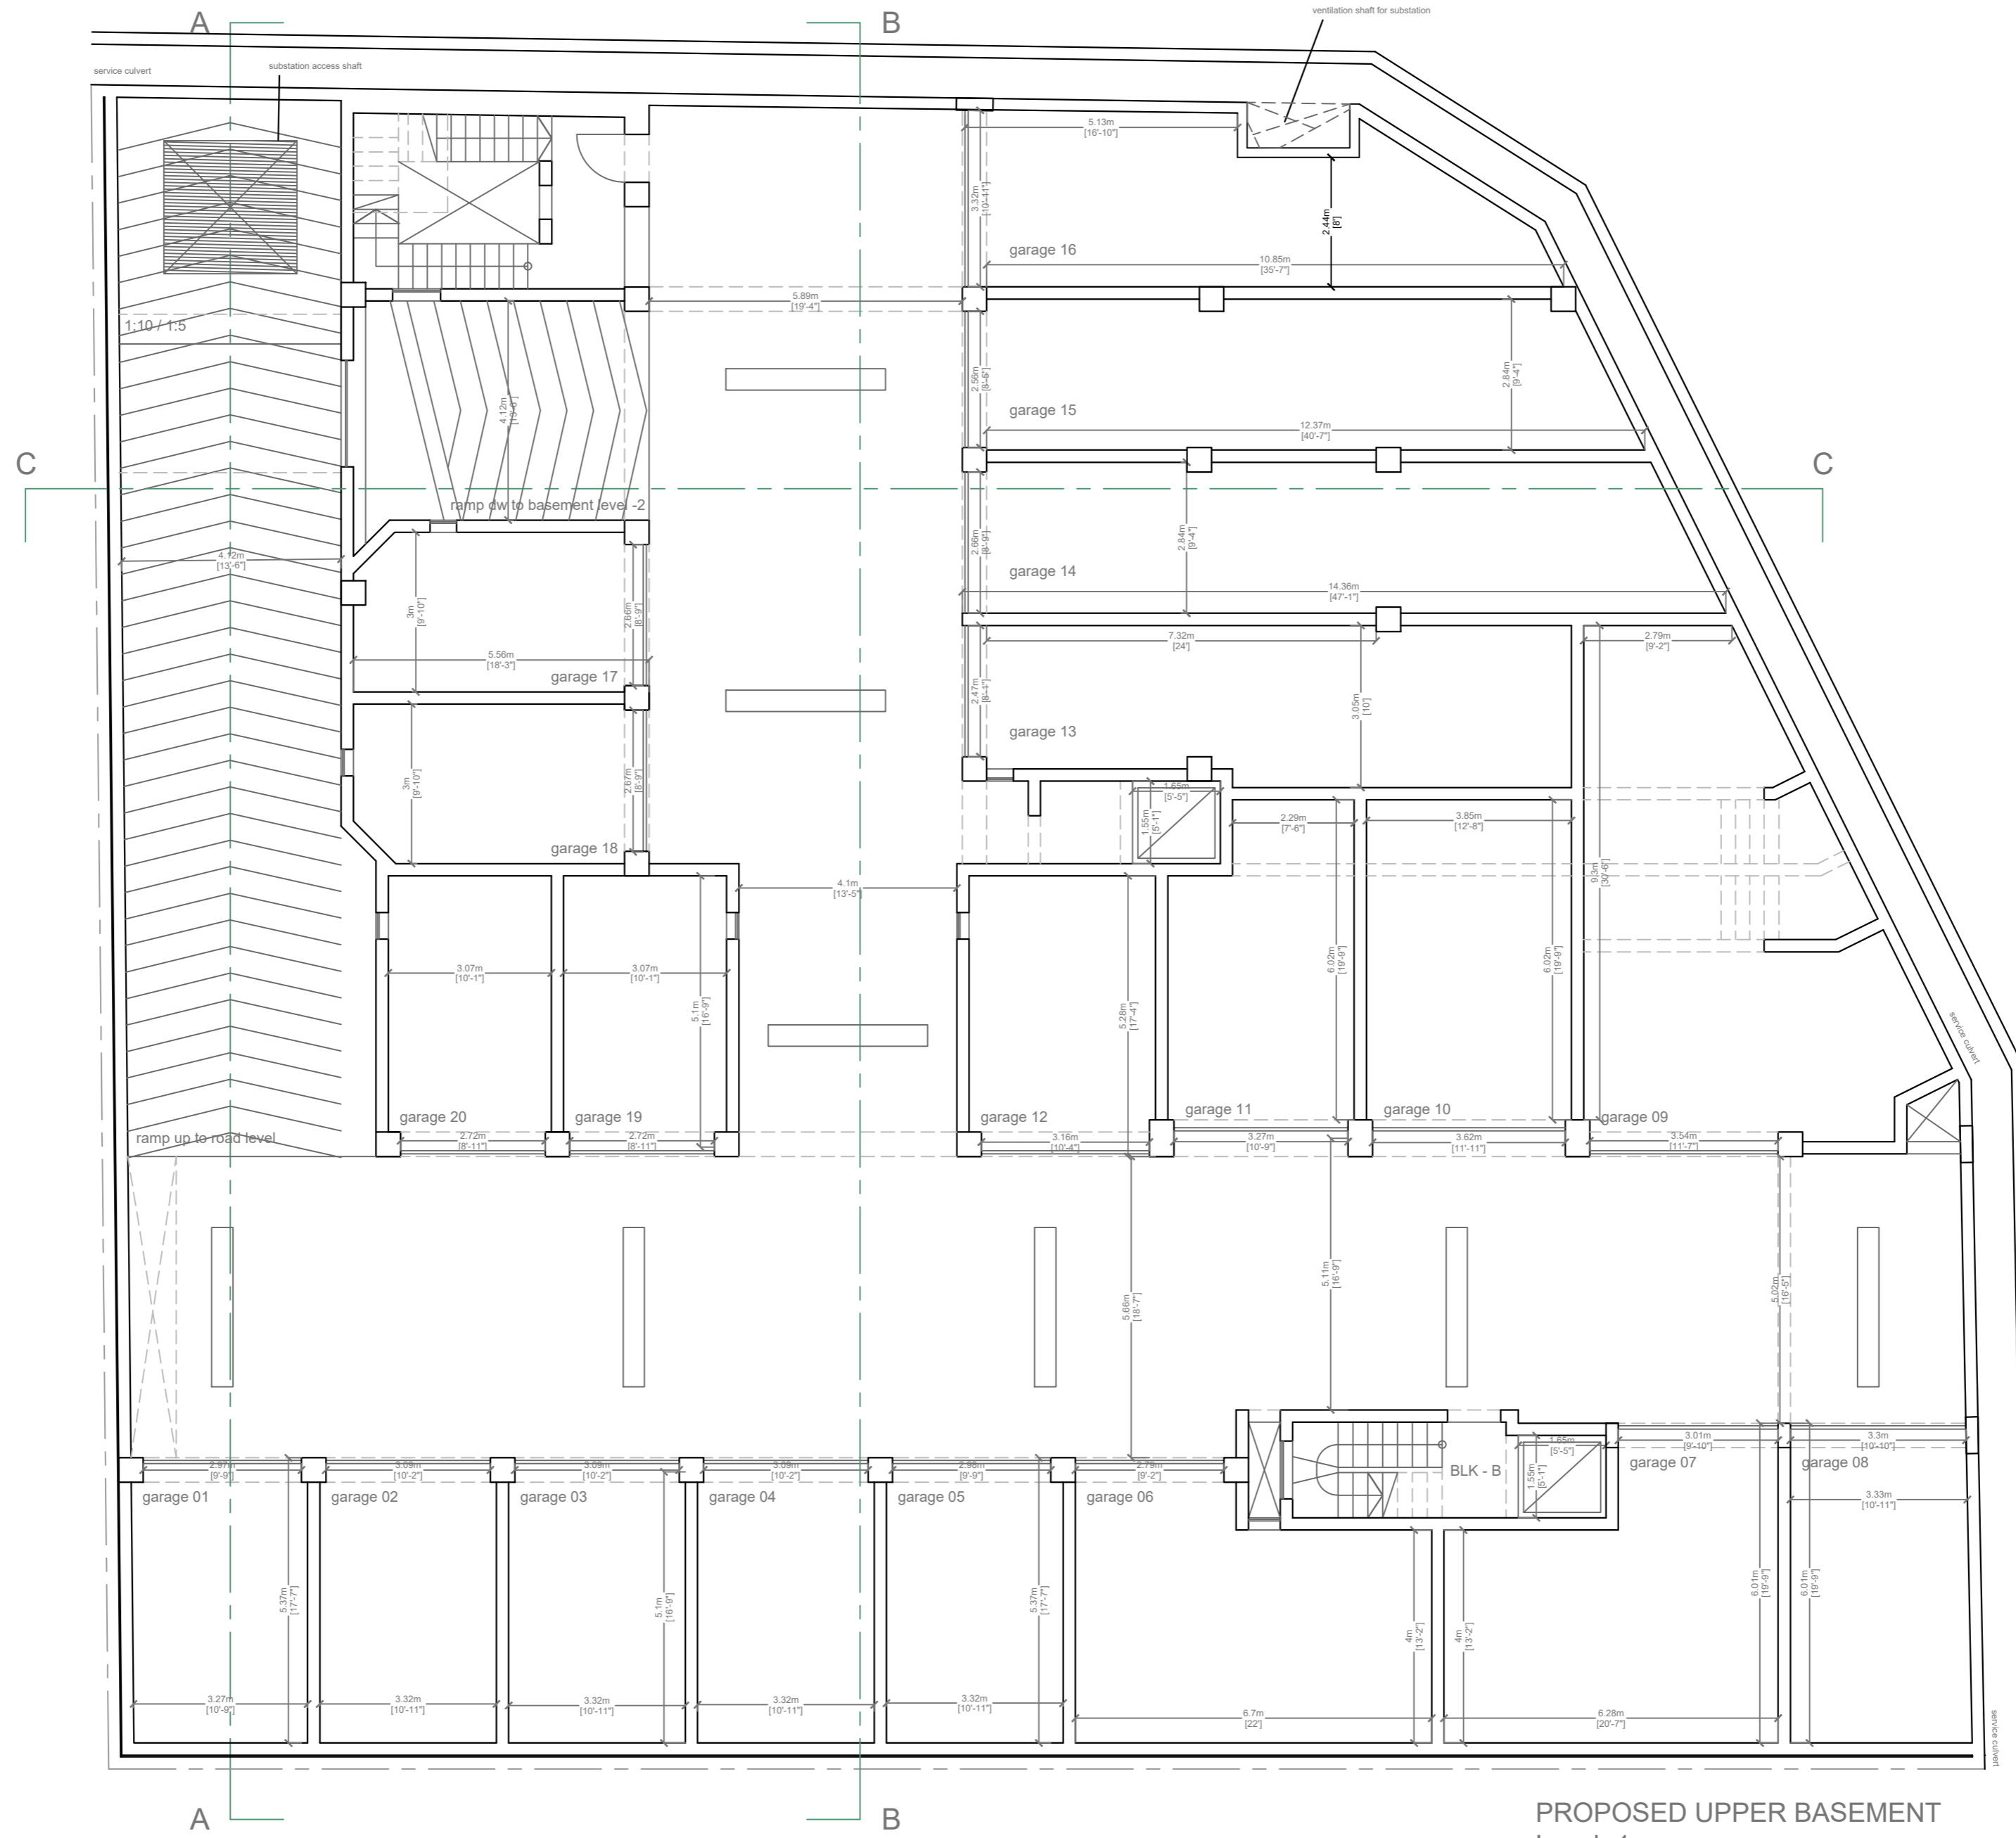 A
B
ventilation shaft for substation
service culvert
substation access shaft
5.13m
[16'-10"]
3.32m
[10'-11"]
2.44m
[8']
garage 16
10.85m
[35'-7"]
5.89m
[19'-4"]
1:10 / 1:5
4.12m
[13'-6"]
2.56m
[8'-5"]
2.84m
[9'-4"]
garage 15
12.37m
[40'-7"]
C
C
ramp dw to basement level -2
4.12m
[13'-6"]
2.66m
[8'-9"]
2.84m
[9'-4"]
garage 14
14.36m
[47'-1"]
3m
[9'-10"]
2.66m
[8'-9"]
5.56m
[18'-3"]
garage 17
7.32m
[24']
2.79m
[9'-2"]
2.47m
[8'-1"]
3.05m
[10']
garage 13
3m
[9'-10"]
2.67m
[8'-9"]
garage 18
1.65m
[5'-5"]
1.55m
[5'-1"]
2.29m
[7'-6"]
3.85m
[12'-8"]
9.3m
[30'-6"]
4.1m
[13'-5"]
3.07m
[10'-1"]
3.07m
[10'-1"]
5.1m
[16'-9"]
5.28m
[17'-4"]
6.02m
[19'-9"]
6.02m
[19'-9"]
service culvert
garage 20
garage 19
garage 12
garage 11
garage 10
garage 09
ramp up to road level
2.72m
[8'-11"]
2.72m
[8'-11"]
3.16m
[10'-4"]
3.27m
[10'-9"]
3.62m
[11'-11"]
3.54m
[11'-7"]
5.66m
[18'-7"]
5.11m
[16'-9"]
5.02m
[16'-5"]
[9'-9"]
3.09m
[10'-2"]
3.09m
[10'-2"]
3.09m
[10'-2"]
2.98m
[9'-9"]
2.79m
[9'-2"]
BLK - B
1.65m
[5'-5"]
1.55m
[5'-1"]
3.01m
[9'-10"]
3.3m
[10'-10"]
garage 01
garage 02
garage 03
garage 04
garage 05
garage 06
garage 07
garage 08
3.33m
[10'-11"]
5.37m
[17'-7"]
5.1m
[16'-9"]
5.37m
[17'-7"]
4m
[13'-2"]
4m
[13'-2"]
6.01m
[19'-9"]
6.01m
[19'-9"]
3.27m
[10'-9"]
3.32m
[10'-11"]
3.32m
[10'-11"]
3.32m
[10'-11"]
3.32m
[10'-11"]
6.7m
[22']
6.28m
[20'-7"]
service culvert
A
B
PROPOSED UPPER BASEMENT